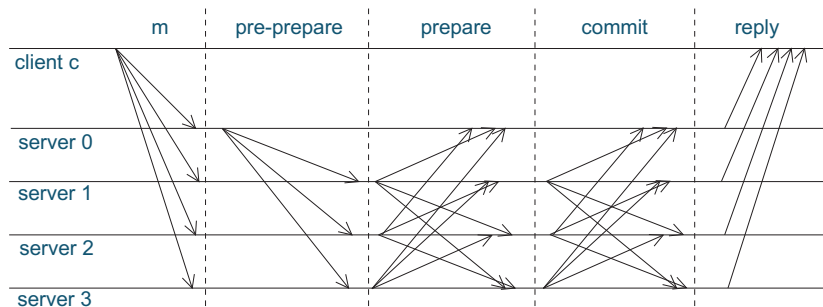 m pre-prepare prepare commit reply
client c
server 0
server 1
server 2
server 3